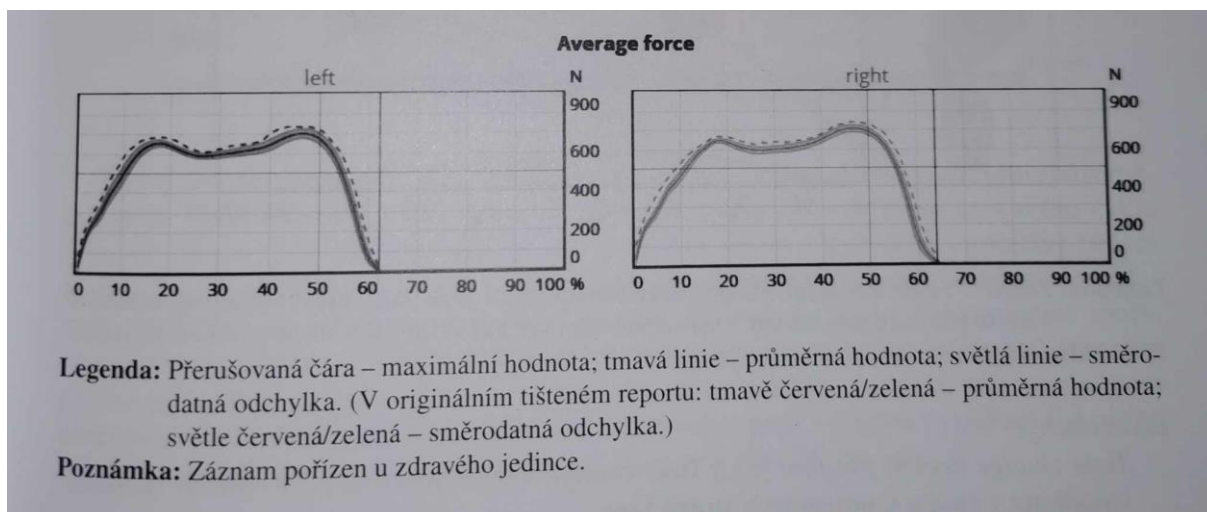 Average force
left
N
900
600
400
200
0
0 10 20 30 40 50 60 70 80 90 100 %
right
N
900
600
400
200
0
0 10 20 30 40 50 60 70 80 90 100 %
Legenda: Přerušovaná čára – maximální hodnota; tmavá linie – průměrná hodnota; světlá linie – směro-
datná odchylka. (V originálním tištěném reportu: tmavě červená/zelená – průměrná hodnota;
světle červená/zelená – směrodatná odchylka.)
Poznámka: Záznam pořízen u zdravého jedince.